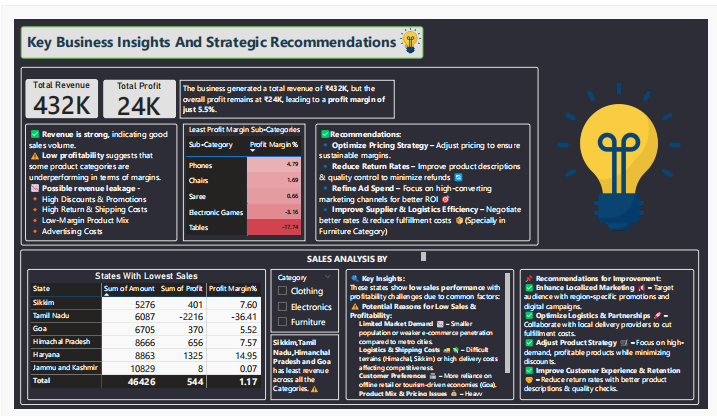 Key Business Insights And Strategic Recommendations
Total Revenue
432K
Total Profit
24K
The business generated a total revenue of ₹432K, but the
overall profit remains at ₹24K, leading to a profit margin of
just 5.5%.
✅ Revenue is strong, indicating good
sales volume.
⚠️ Low profitability suggests that
some product categories are
underperforming in terms of margins.
📉 Possible revenue leakage -
🔸 High Discounts & Promotions
🔸 High Return & Shipping Costs
🔸 Low-Margin Product Mix
🔸 Advertising Costs
Least Profit Margin Sub-Categories
Sub-Category Profit Margin%
Phones 4.79
Chairs 1.69
Saree 0.66
Electronic Games -3.16
Tables -17.74
✅ Recommendations:
🔹 Optimize Pricing Strategy – Adjust pricing to ensure
sustainable margins.
🔹 Reduce Return Rates – Improve product descriptions
& quality control to minimize refunds 🔄
🔹 Refine Ad Spend – Focus on high-converting
marketing channels for better ROI 🎯
🔹 Improve Supplier & Logistics Efficiency – Negotiate
better rates & reduce fulfillment costs 📦 (Specially in
Furniture Category)
SALES ANALYSIS BY
States With Lowest Sales
State Sum of Amount Sum of Profit Profit Margin%
Sikkim 5276 401 7.60
Tamil Nadu 6087 -2216 -36.41
Goa 6705 370 5.52
Himachal Pradesh 8666 656 7.57
Haryana 8863 1325 14.95
Jammu and Kashmir 10829 8 0.07
Total 46426 544 1.17
Category
Clothing
Electronics
Furniture
Sikkim,Tamil
Nadu,Himanchal
Pradesh and Goa
has least revenue
across all the
Categories. ⚠️
🔍 Key Insights:
These states show low sales performance with
profitability challenges due to common factors:
⚠️ Potential Reasons for Low Sales &
Profitability:
Limited Market Demand 📉 – Smaller
population or weaker e-commerce penetration
compared to metro cities.
Logistics & Shipping Costs 🚛 💸 – Difficult
terrains (Himachal, Sikkim) or high delivery costs
affecting competitiveness.
Customer Preferences 🛒 – More reliance on
offline retail or tourism-driven economies (Goa).
Product Mix & Pricing Issues 💰 – Heavy
📌 Recommendations for Improvement:
✅ Enhance Localized Marketing 📢 – Target
audience with region-specific promotions and
digital campaigns.
✅ Optimize Logistics & Partnerships 🚀 –
Collaborate with local delivery providers to cut
fulfillment costs.
✅ Adjust Product Strategy 🛒 – Focus on high-
demand, profitable products while minimizing
discounts.
✅ Improve Customer Experience & Retention
🤝 – Reduce return rates with better product
descriptions & quality checks.